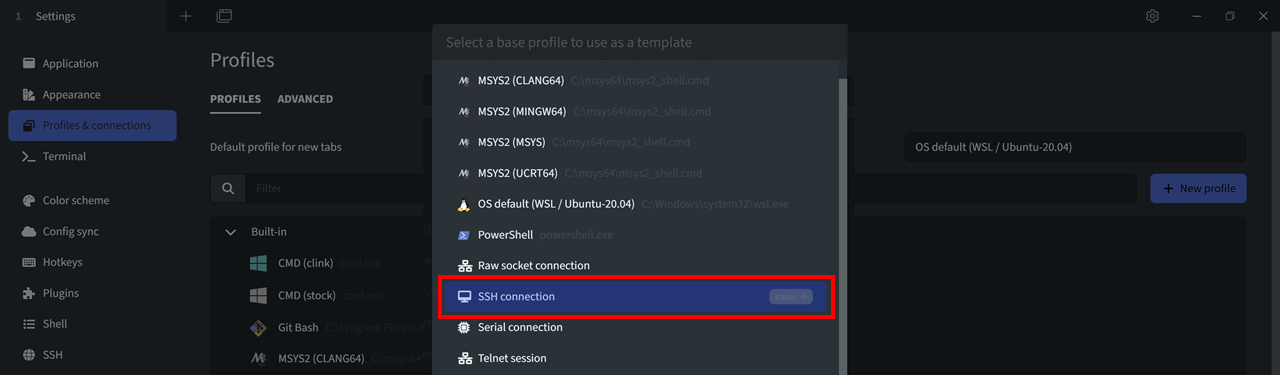 1 Settings
Select a base profile to use as a template
Application
Appearance
Profiles & connections
Terminal
Color scheme
Config sync
Hotkeys
Plugins
Shell
SSH
Profiles
PROFILES ADVANCED
Default profile for new tabs
OS default (WSL / Ubuntu-20.04)
Filter
New profile
Built-in
CMD (clink) cmd.exe
CMD (stock) cmd.exe
Git Bash C:\Program Files\Git
MSYS2 (CLANG64) C:\msys64
MSYS2 (CLANG64) C:\msys64\msys2_shell.cmd
MSYS2 (MINGW64) C:\msys64\msys2_shell.cmd
MSYS2 (MSYS) C:\msys64\msys2_shell.cmd
MSYS2 (UCRT64) C:\msys64\msys2_shell.cmd
OS default (WSL / Ubuntu-20.04) C:\Windows\system32\wsl.exe
PowerShell powershell.exe
Raw socket connection
SSH connection Enter
Serial connection
Telnet session